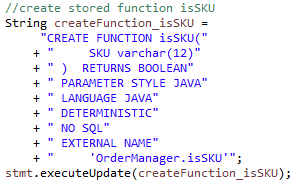 //create stored function isSKU
String createFunction_isSKU =
"CREATE FUNCTION isSKU("
+ " SKU varchar(12)"
+ " ) RETURNS BOOLEAN"
+ " PARAMETER STYLE JAVA"
+ " LANGUAGE JAVA"
+ " DETERMINISTIC"
+ " NO SQL"
+ " EXTERNAL NAME"
+ " 'OrderManager.isSKU'";
stmt.executeUpdate(createFunction_isSKU);